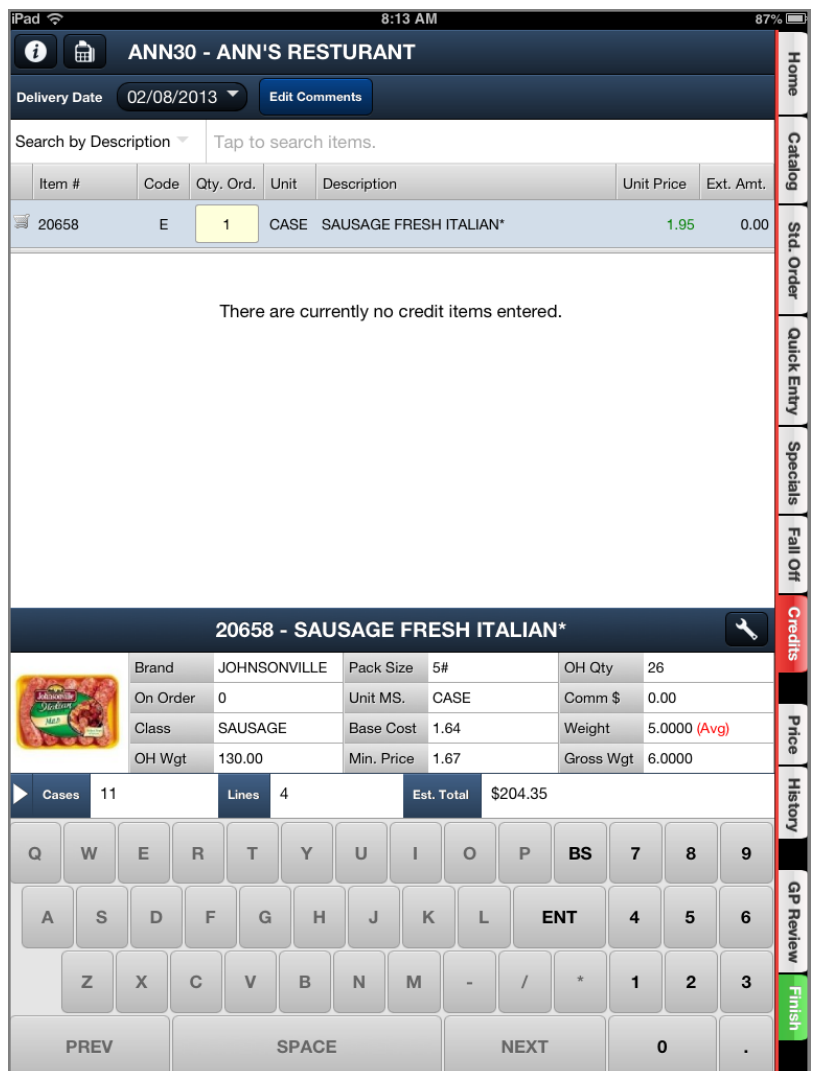 iPad 8:13 AM 87%
ANN30 - ANN'S RESTURANT
Delivery Date 02/08/2013 Edit Comments
Search by Description Tap to search items.
Item # Code Qty. Ord. Unit Description Unit Price Ext. Amt.
20658 E 1 CASE SAUSAGE FRESH ITALIAN* 1.95 0.00
There are currently no credit items entered.
20658 - SAUSAGE FRESH ITALIAN*
Brand JOHNSONVILLE Pack Size 5# OH Qty 26
On Order 0 Unit MS. CASE Comm $ 0.00
Class SAUSAGE Base Cost 1.64 Weight 5.0000 (Avg)
OH Wgt 130.00 Min. Price 1.67 Gross Wgt 6.0000
Johnsonville
Italian
MILD
Cases 11 Lines 4 Est. Total $204.35
Q W E R T Y U I O P BS 7 8 9
A S D F G H J K L ENT 4 5 6
Z X C V B N M - / * 1 2 3
PREV SPACE NEXT 0 .
Home
Catalog
Std. Order
Quick Entry
Specials
Fall Off
Credits
Price
History
GP Review
Finish